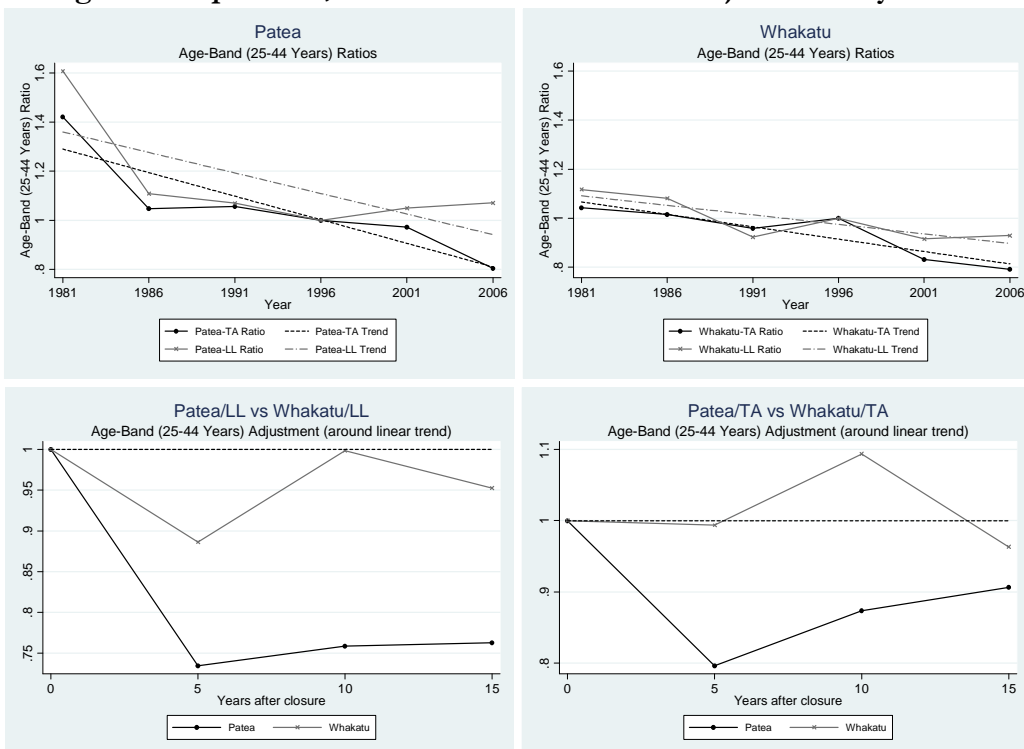 Patea
Age-Band (25-44 Years) Ratios
Age-Band (25-44 Years) Ratio
1.6
1.4
1.2
1
.8
1981 1986 1991 1996 2001 2006
Year
Patea-TA Ratio Patea-TA Trend
Patea-LL Ratio Patea-LL Trend
Whakatu
Age-Band (25-44 Years) Ratios
Age-Band (25-44 Years) Ratio
1.6
1.4
1.2
1
.8
1981 1986 1991 1996 2001 2006
Year
Whakatu-TA Ratio Whakatu-TA Trend
Whakatu-LL Ratio Whakatu-LL Trend
Patea/LL vs Whakatu/LL
Age-Band (25-44 Years) Adjustment (around linear trend)
1
.95
.9
.85
.8
.75
0 5 10 15
Years after closure
Patea Whakatu
Patea/TA vs Whakatu/TA
Age-Band (25-44 Years) Adjustment (around linear trend)
1.1
1
.9
.8
0 5 10 15
Years after closure
Patea Whakatu